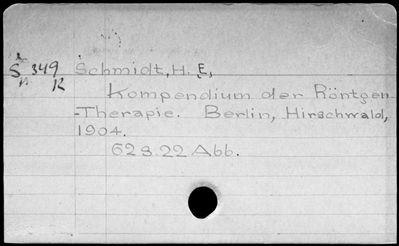 S 349 Schmidt, H. E,
n. R
Kompendium der Röntgen
-Therapie. Berlin, Hirschwald,
1904.
62 S. 22 Abb.